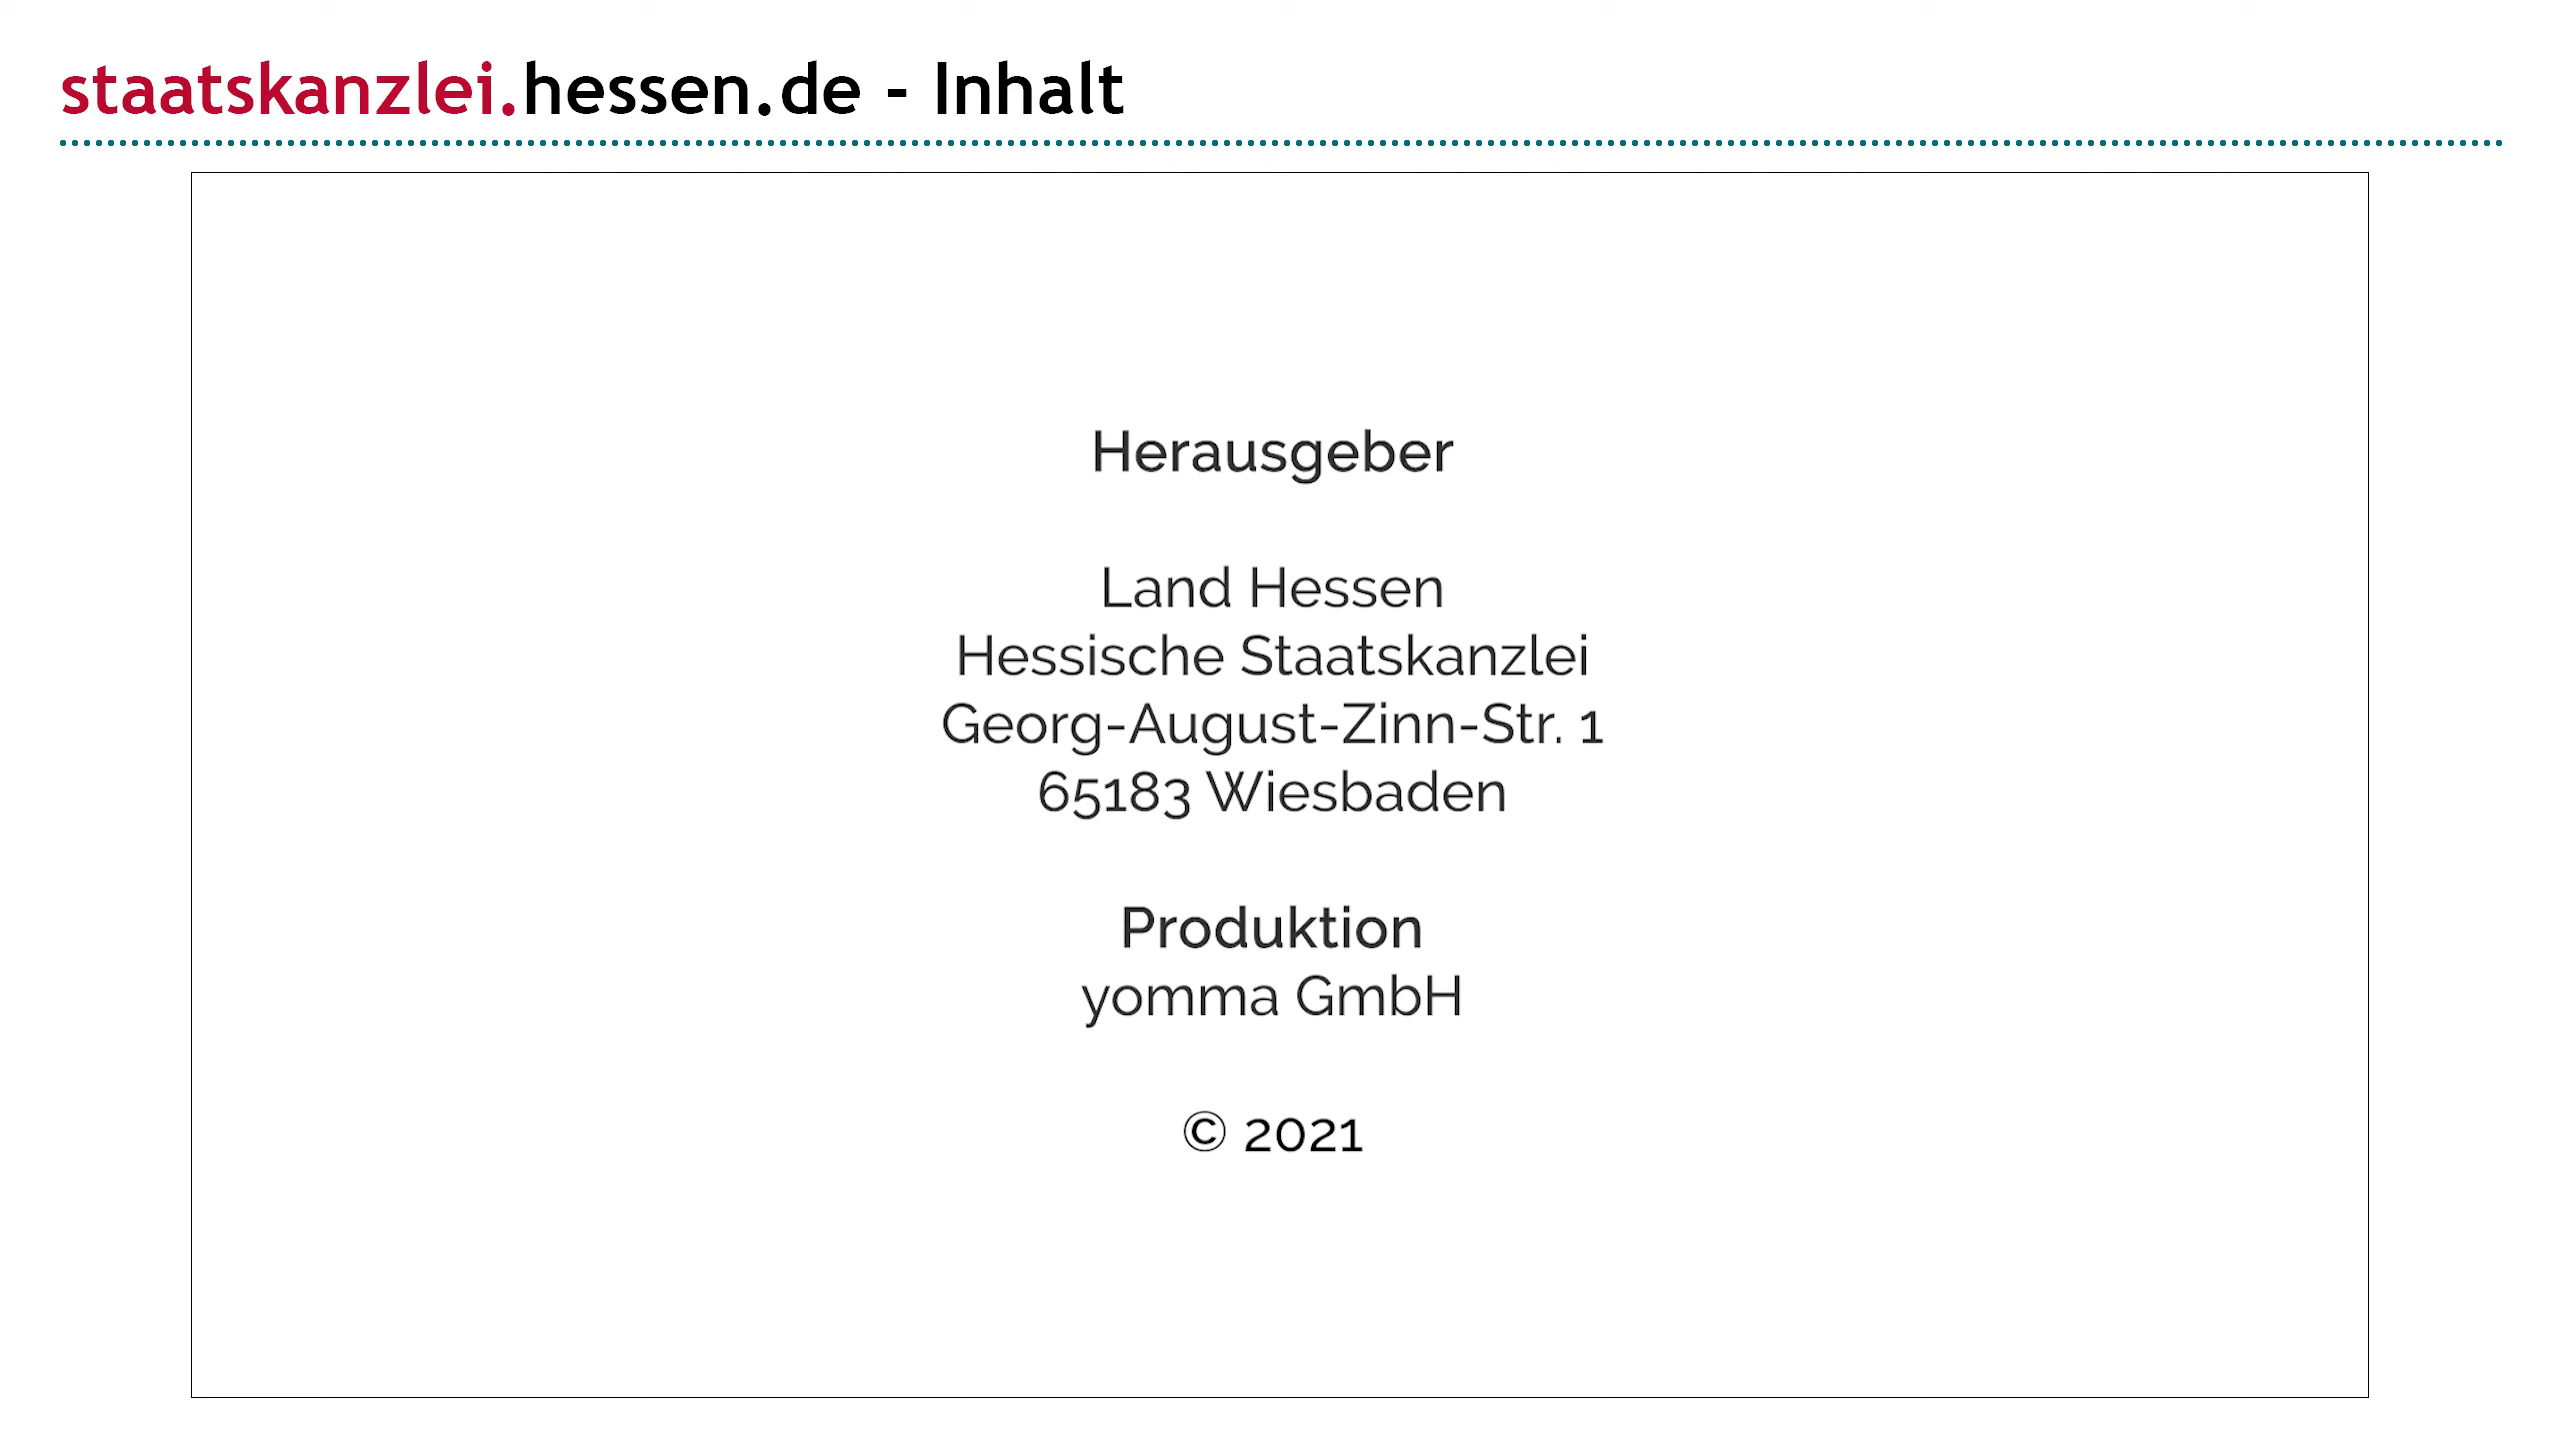 staatskanzlei.hessen.de - Inhalt
Herausgeber
Land Hessen
Hessische Staatskanzlei
Georg-August-Zinn-Str. 1
65183 Wiesbaden
Produktion
yomma GmbH
© 2021